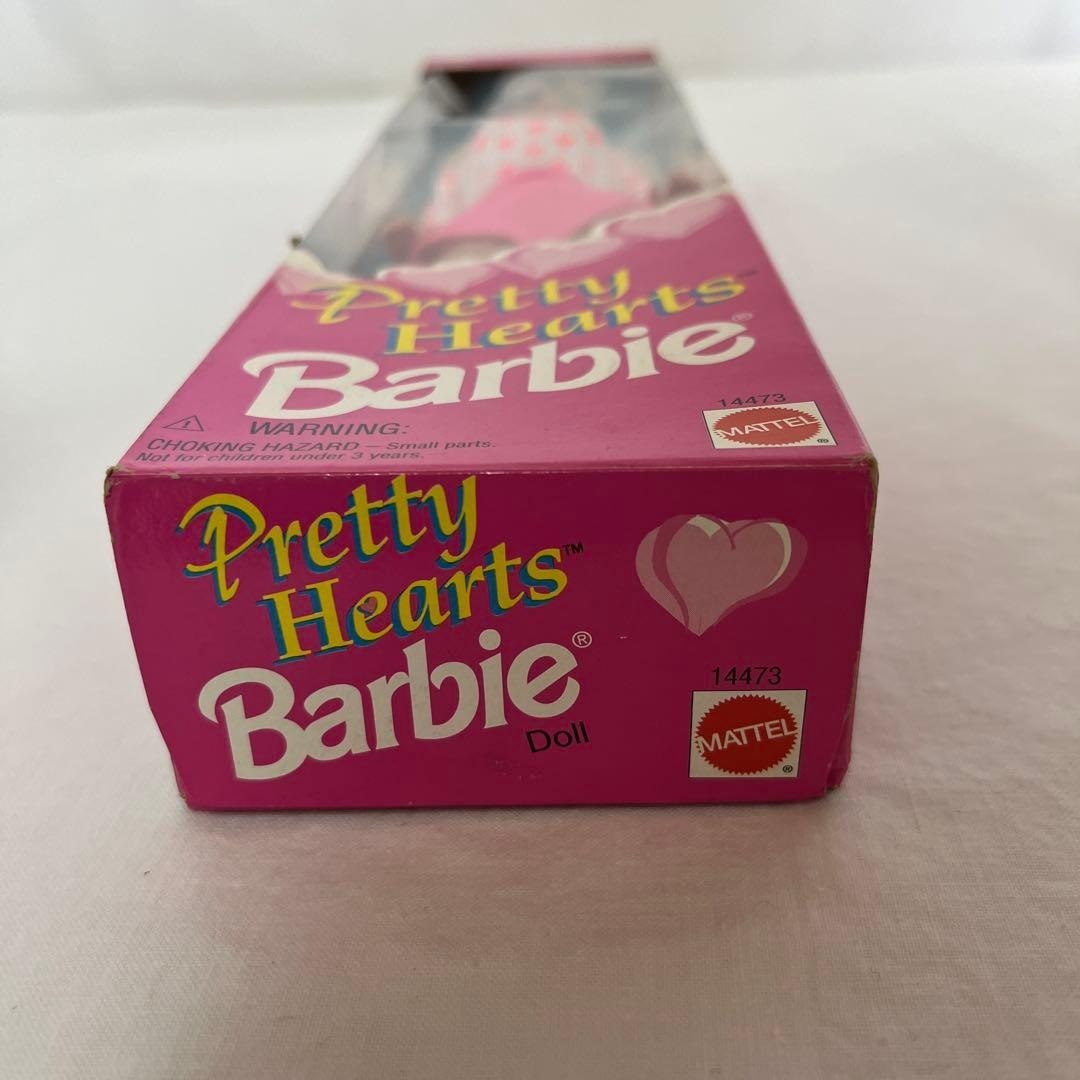 Pretty
Hearts™
Barbie®
14473
MATTEL®
⚠ WARNING:
CHOKING HAZARD — Small parts.
Not for children under 3 years.
Pretty
Hearts™
Barbie®
Doll
14473
MATTEL®